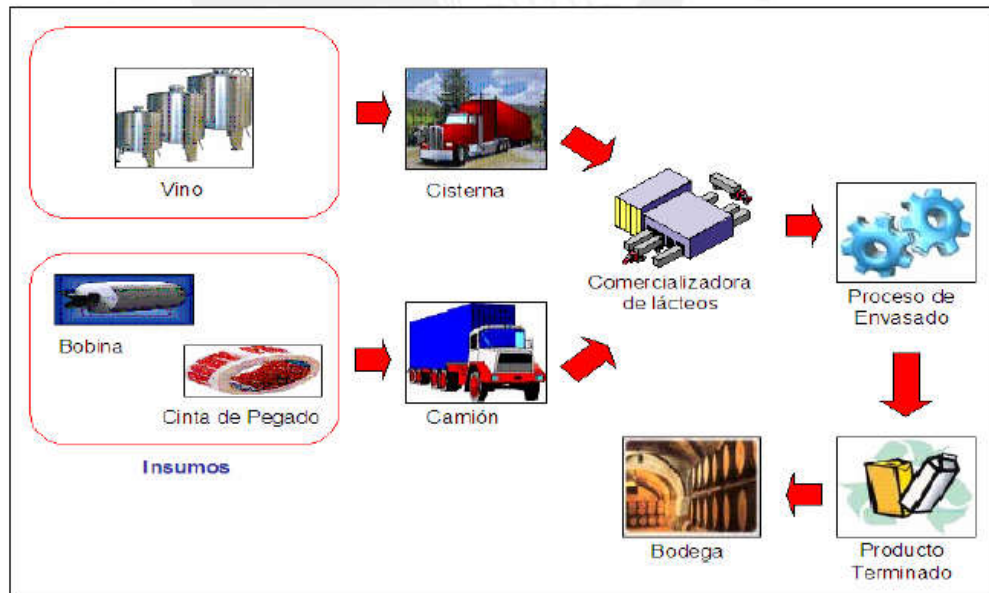 Vino
Cisterna
Bobina
Cinta de Pegado
Camión
Insumos
Comercializadora
de lácteos
Proceso de
Envasado
Bodega
Producto
Terminado